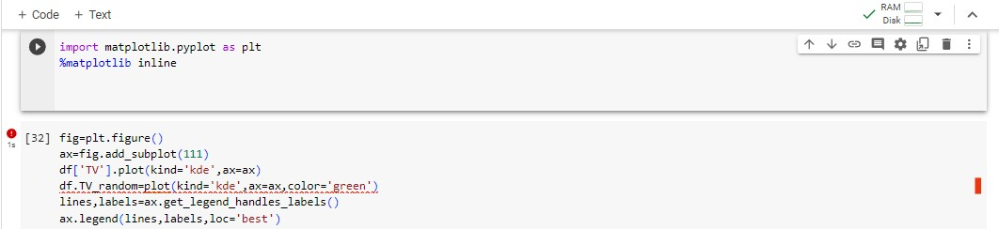 + Code + Text
RAM
Disk
import matplotlib.pyplot as plt
%matplotlib inline
1s
[32] fig=plt.figure()
ax=fig.add_subplot(111)
df['TV'].plot(kind='kde',ax=ax)
df.TV_random=plot(kind='kde',ax=ax,color='green')
lines,labels=ax.get_legend_handles_labels()
ax.legend(lines,labels,loc='best')